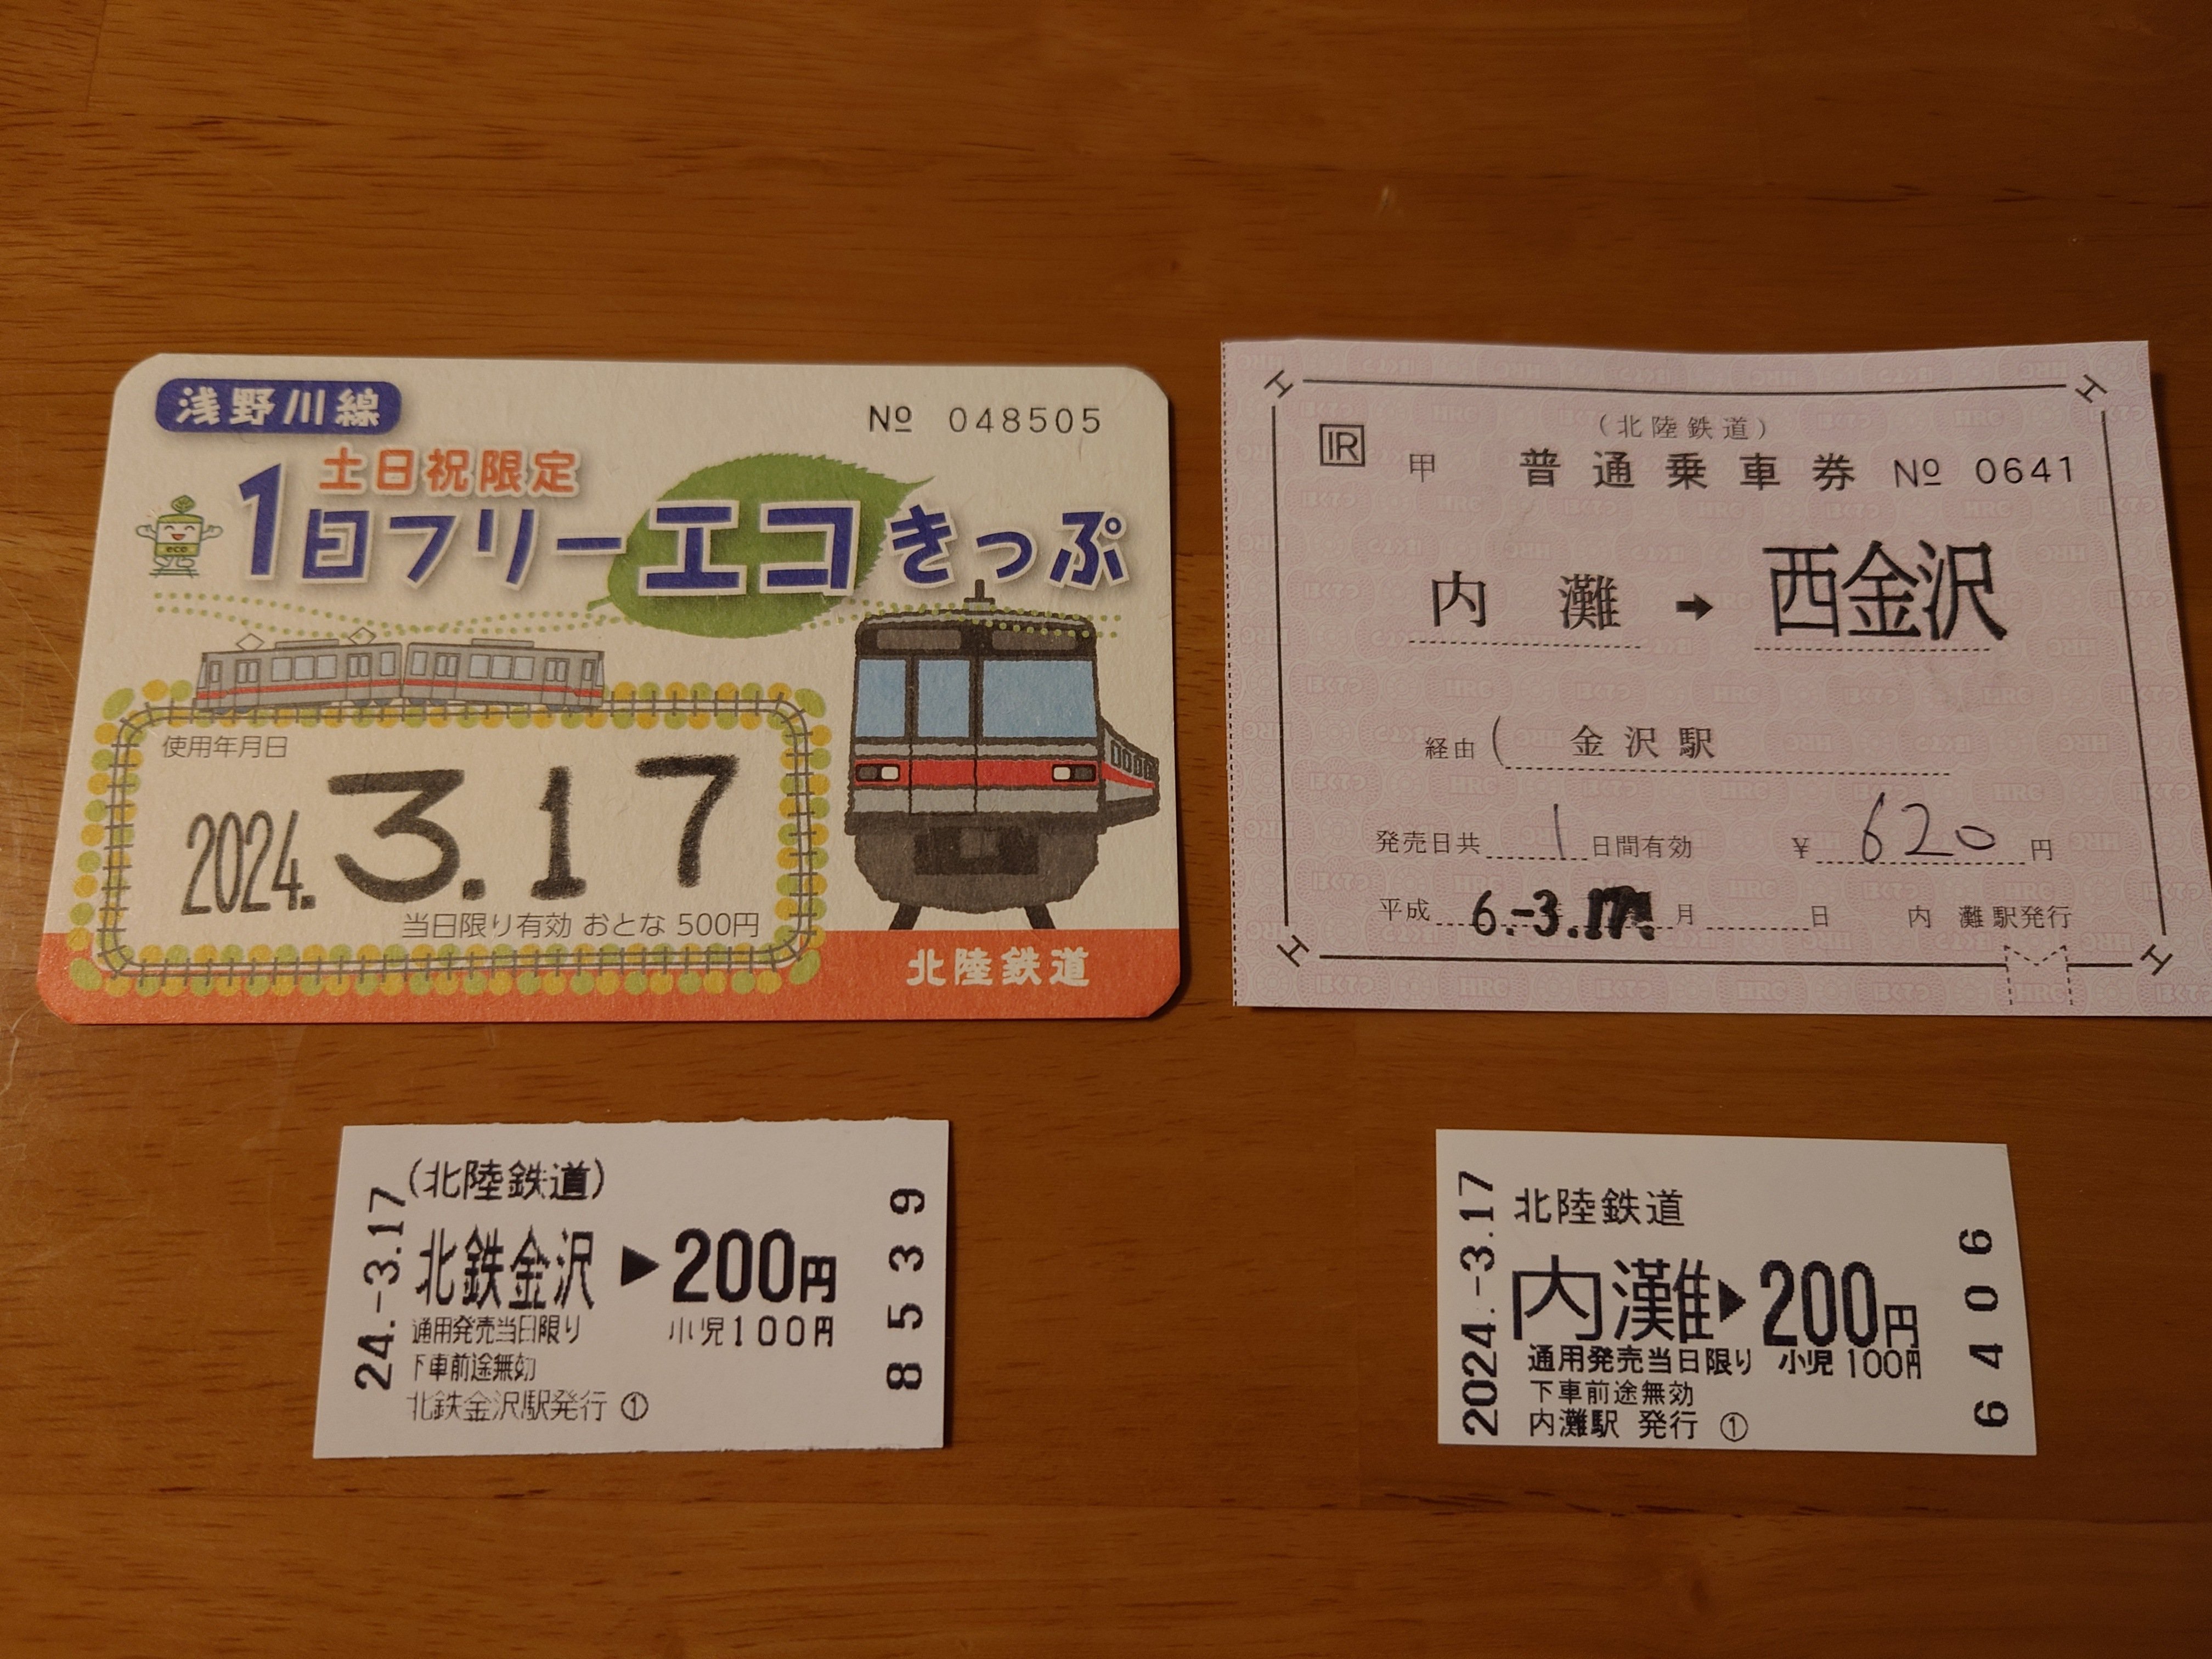 浅野川線
№ 048505
土日祝限定
1日フリーエコきっぷ
eco
使用年月日
2024.3.17
当日限り有効 おとな 500円
北陸鉄道
(北陸鉄道)
IR 甲 普通乗車券 № 0641
内灘 → 西金沢
経由( 金沢駅
発売日共 1 日間有効 ¥ 620 円
平成 6.-3.17. 月 日 内灘駅発行
24.-3.17
(北陸鉄道)
北鉄金沢 ▶ 200円
通用発売当日限り 小児100円
下車前途無効
北鉄金沢駅発行 ①
8539
2024.-3.17
北陸鉄道
内灘▶200円
通用発売当日限り 小児 100円
下車前途無効
内灘駅 発行 ①
6406